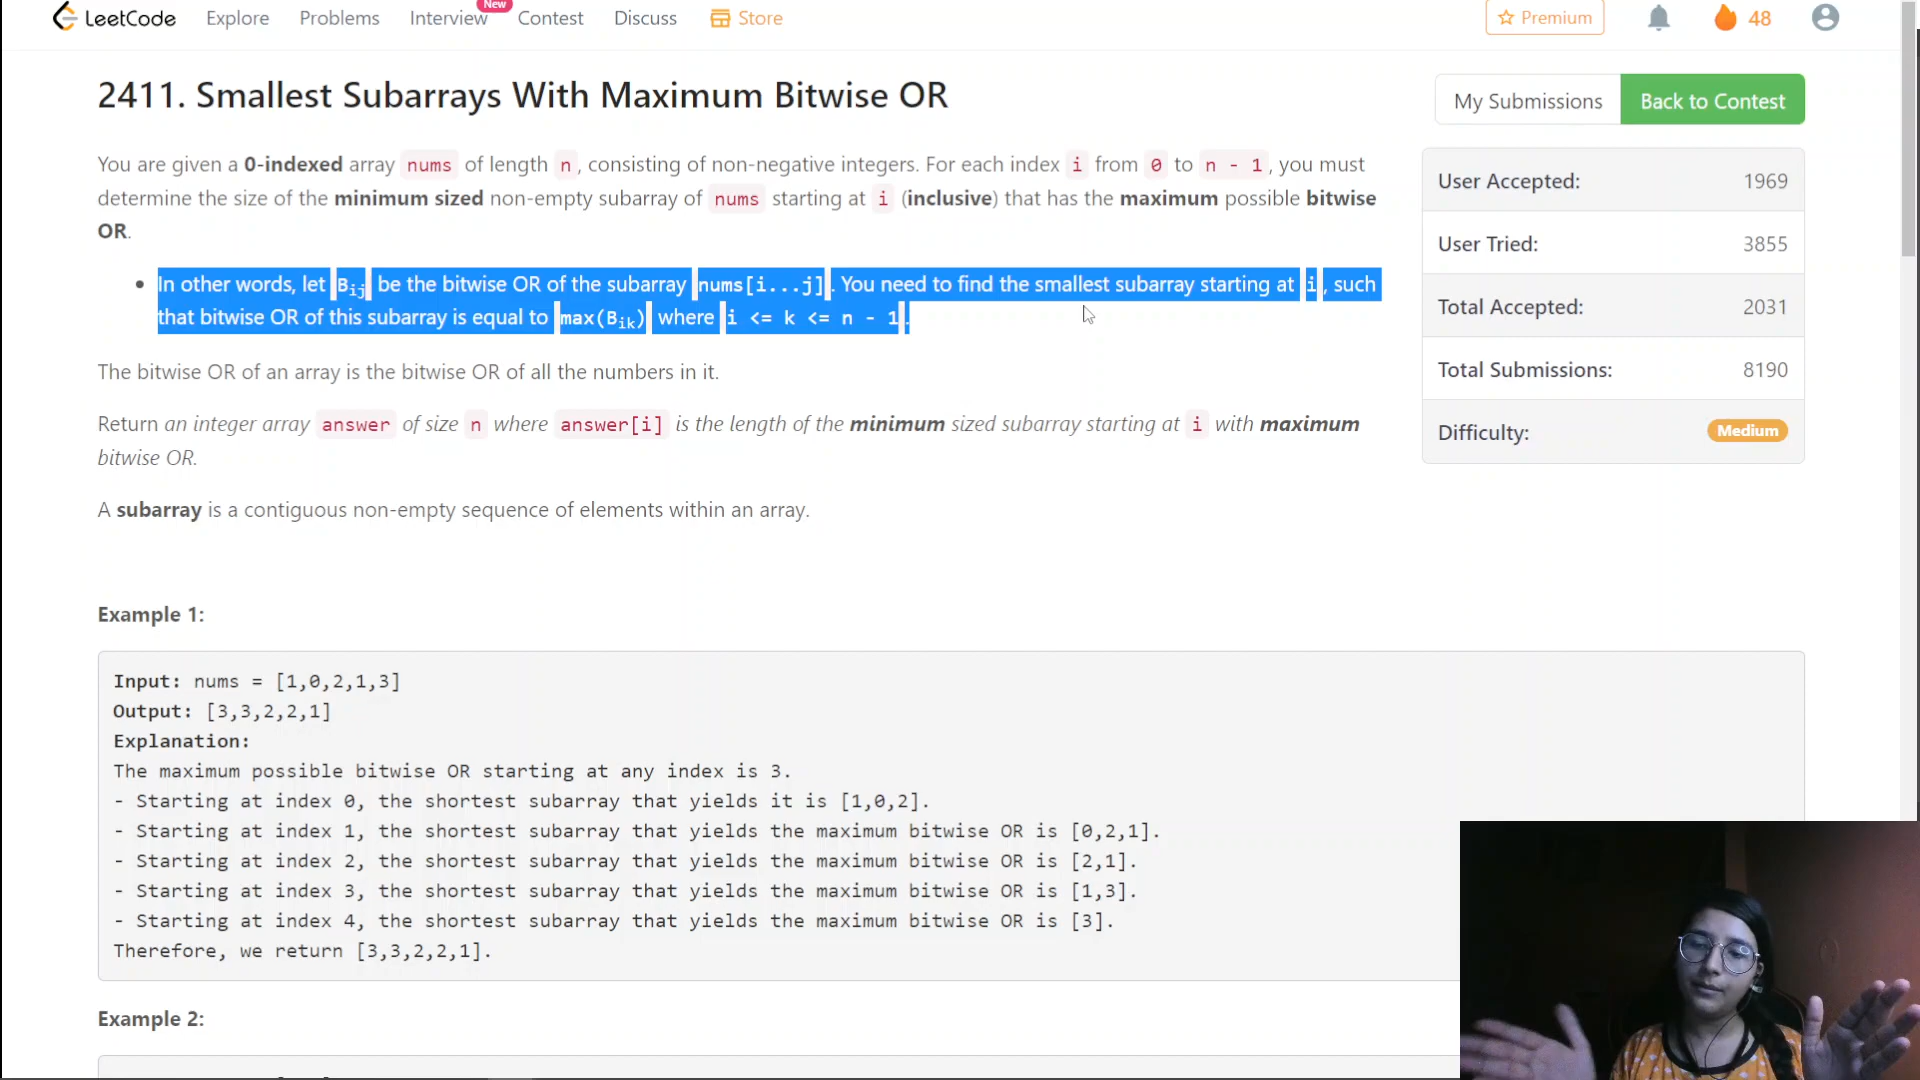 LeetCode Explore Problems Interview New Contest Discuss Store Premium 48
2411. Smallest Subarrays With Maximum Bitwise OR
My Submissions Back to Contest
You are given a 0-indexed array nums of length n, consisting of non-negative integers. For each index i from 0 to n - 1, you must
determine the size of the minimum sized non-empty subarray of nums starting at i (inclusive) that has the maximum possible bitwise
OR.
In other words, let Bij be the bitwise OR of the subarray nums[i...j]. You need to find the smallest subarray starting at i, such
that bitwise OR of this subarray is equal to max(Bik) where i <= k <= n - 1.
The bitwise OR of an array is the bitwise OR of all the numbers in it.
Return an integer array answer of size n where answer[i] is the length of the minimum sized subarray starting at i with maximum
bitwise OR.
A subarray is a contiguous non-empty sequence of elements within an array.
User Accepted: 1969
User Tried: 3855
Total Accepted: 2031
Total Submissions: 8190
Difficulty: Medium
Example 1:
Input: nums = [1,0,2,1,3]
Output: [3,3,2,2,1]
Explanation:
The maximum possible bitwise OR starting at any index is 3.
- Starting at index 0, the shortest subarray that yields it is [1,0,2].
- Starting at index 1, the shortest subarray that yields the maximum bitwise OR is [0,2,1].
- Starting at index 2, the shortest subarray that yields the maximum bitwise OR is [2,1].
- Starting at index 3, the shortest subarray that yields the maximum bitwise OR is [1,3].
- Starting at index 4, the shortest subarray that yields the maximum bitwise OR is [3].
Therefore, we return [3,3,2,2,1].
Example 2: